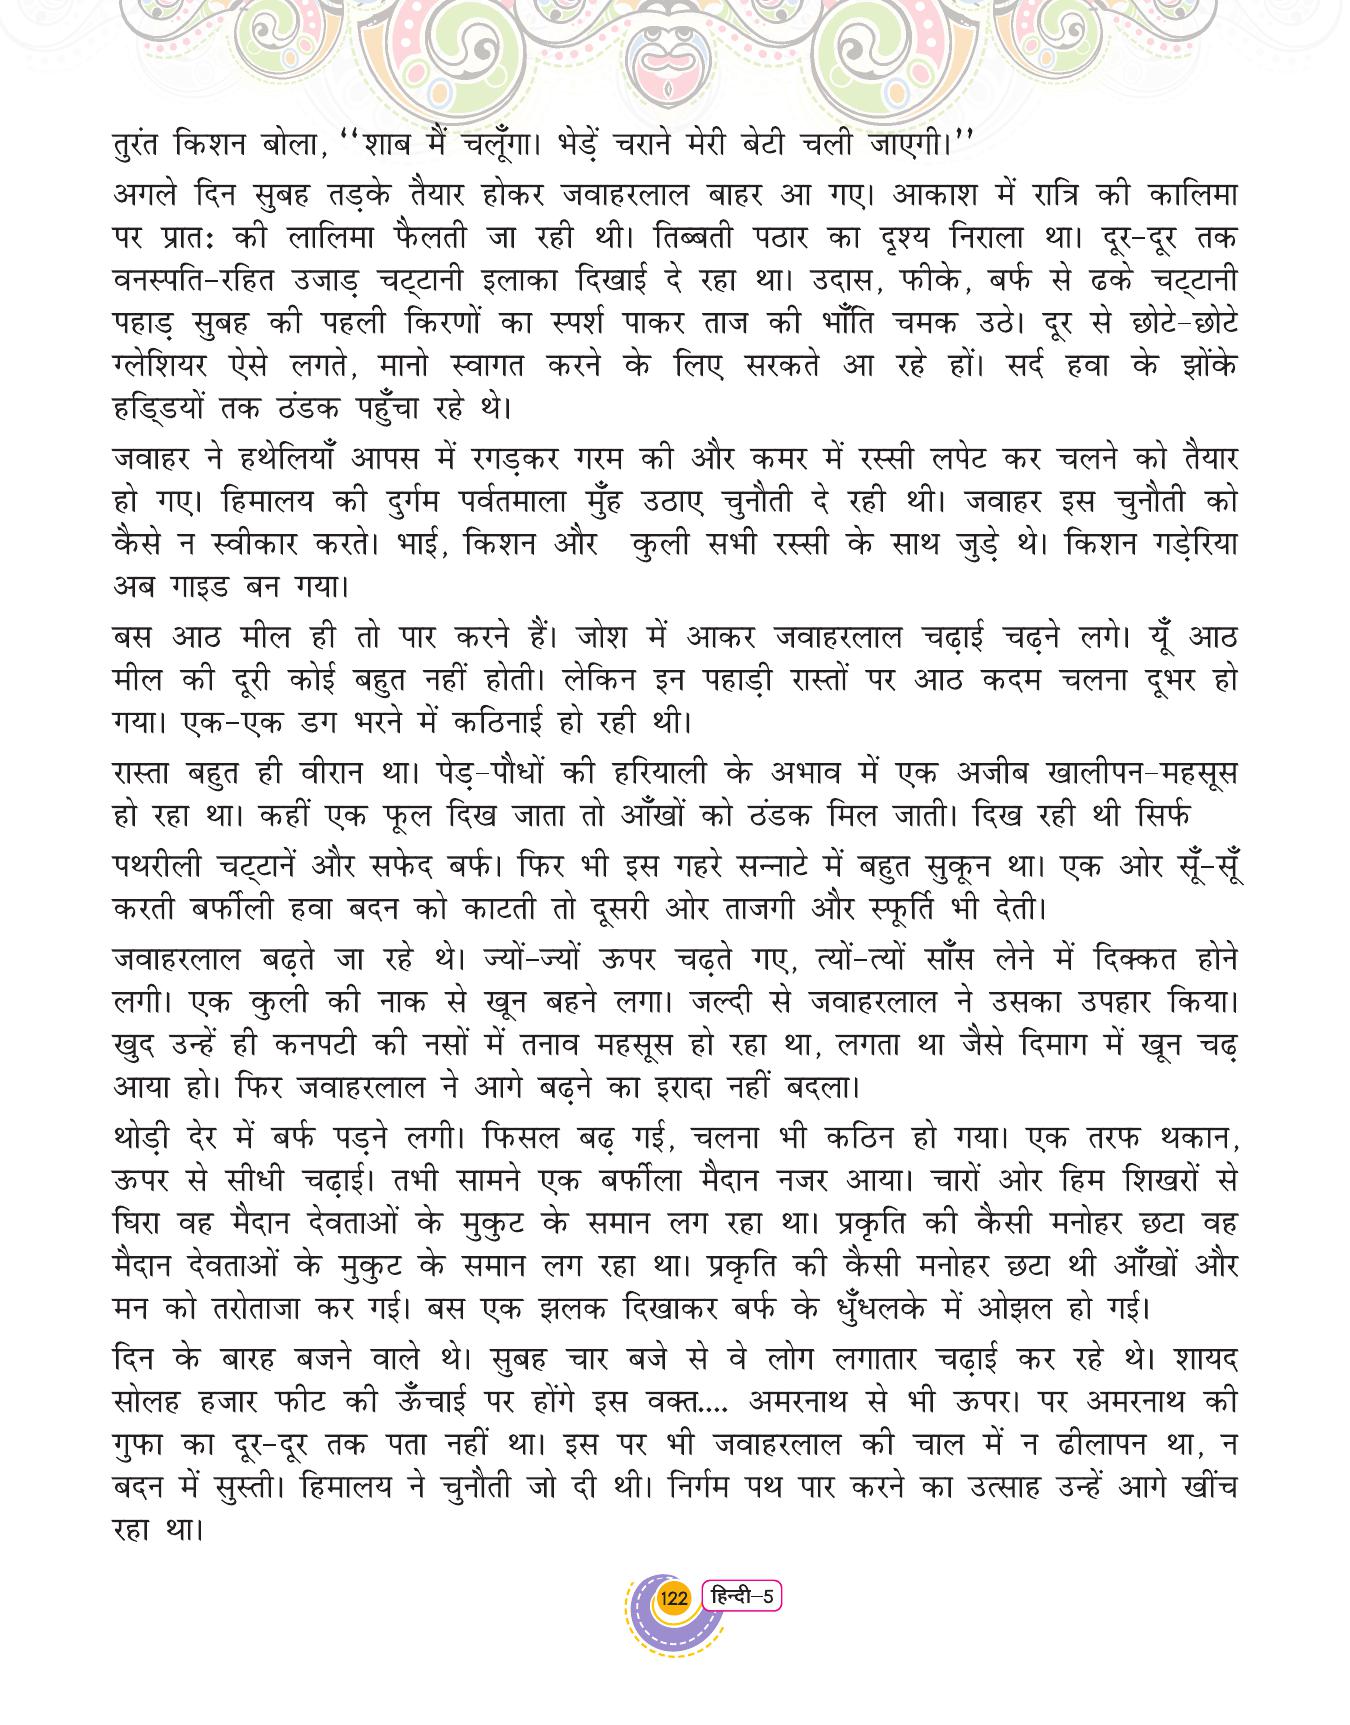 तुरंत किशन बोला, ‘‘शाब मैं चलूँगा। भेड़ें चराने मेरी बेटी चली जाएगी।’’
अगले दिन सुबह तड़के तैयार होकर जवाहरलाल बाहर आ गए। आकाश में रात्रि की कालिमा
पर प्रात: की लालिमा फैलती जा रही थी। तिब्बती पठार का दृश्य निराला था। दूर-दूर तक
वनस्पति-रहित उजाड़ चट्टानी इलाका दिखाई दे रहा था। उदास, फीके, बर्फ से ढके चट्टानी
पहाड़ सुबह की पहली किरणों का स्पर्श पाकर ताज की भाँति चमक उठे। दूर से छोटे-छोटे
ग्लेशियर ऐसे लगते, मानो स्वागत करने के लिए सरकते आ रहे हों। सर्द हवा के झोंके
हड्डियों तक ठंडक पहुँचा रहे थे।
जवाहर ने हथेलियाँ आपस में रगड़कर गरम की और कमर में रस्सी लपेट कर चलने को तैयार
हो गए। हिमालय की दुर्गम पर्वतमाला मुँह उठाए चुनौती दे रही थी। जवाहर इस चुनौती को
कैसे न स्वीकार करते। भाई, किशन और कुली सभी रस्सी के साथ जुड़े थे। किशन गड़ेरिया
अब गाइड बन गया।
बस आठ मील ही तो पार करने हैं। जोश में आकर जवाहरलाल चढ़ाई चढ़ने लगे। यूँ आठ
मील की दूरी कोई बहुत नहीं होती। लेकिन इन पहाड़ी रास्तों पर आठ कदम चलना दूभर हो
गया। एक-एक डग भरने में कठिनाई हो रही थी।
रास्ता बहुत ही वीरान था। पेड़-पौधों की हरियाली के अभाव में एक अजीब खालीपन-महसूस
हो रहा था। कहीं एक फूल दिख जाता तो आँखों को ठंडक मिल जाती। दिख रही थी सिर्फ
पथरीली चट्टानें और सफेद बर्फ। फिर भी इस गहरे सन्नाटे में बहुत सुकून था। एक ओर सूँ-सूँ
करती बर्फीली हवा बदन को काटती तो दूसरी ओर ताजगी और स्फूर्ति भी देती।
जवाहरलाल बढ़ते जा रहे थे। ज्यों-ज्यों ऊपर चढ़ते गए, त्यों-त्यों साँस लेने में दिक्कत होने
लगी। एक कुली की नाक से खून बहने लगा। जल्दी से जवाहरलाल ने उसका उपहार किया।
खुद उन्हें ही कनपटी की नसों में तनाव महसूस हो रहा था, लगता था जैसे दिमाग में खून चढ़
आया हो। फिर जवाहरलाल ने आगे बढ़ने का इरादा नहीं बदला।
थोड़ी देर में बर्फ पड़ने लगी। फिसल बढ़ गई, चलना भी कठिन हो गया। एक तरफ थकान,
ऊपर से सीधी चढ़ाई। तभी सामने एक बर्फीला मैदान नजर आया। चारों ओर हिम शिखरों से
घिरा वह मैदान देवताओं के मुकुट के समान लग रहा था। प्रकृति की कैसी मनोहर छटा वह
मैदान देवताओं के मुकुट के समान लग रहा था। प्रकृति की कैसी मनोहर छटा थी आँखों और
मन को तरोताजा कर गई। बस एक झलक दिखाकर बर्फ के धुँधलके में ओझल हो गई।
दिन के बारह बजने वाले थे। सुबह चार बजे से वे लोग लगातार चढ़ाई कर रहे थे। शायद
सोलह हजार फीट की ऊँचाई पर होंगे इस वक्त.... अमरनाथ से भी ऊपर। पर अमरनाथ की
गुफा का दूर-दूर तक पता नहीं था। इस पर भी जवाहरलाल की चाल में न ढीलापन था, न
बदन में सुस्ती। हिमालय ने चुनौती जो दी थी। निर्गम पथ पार करने का उत्साह उन्हें आगे खींच
रहा था।
122 हिन्दी-5